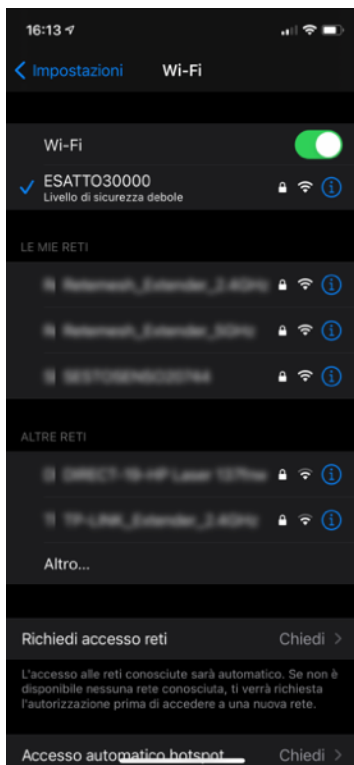 16:13
Impostazioni
Wi-Fi
Wi-Fi
ESATTO30000
Livello di sicurezza debole
LE MIE RETI
ALTRE RETI
Altro...
Richiedi accesso reti
Chiedi
L'accesso alle reti conosciute sarà automatico. Se non è
disponibile nessuna rete conosciuta, ti verrà richiesta
l'autorizzazione prima di accedere a una nuova rete.
Accesso automatico hotspot
Chiedi